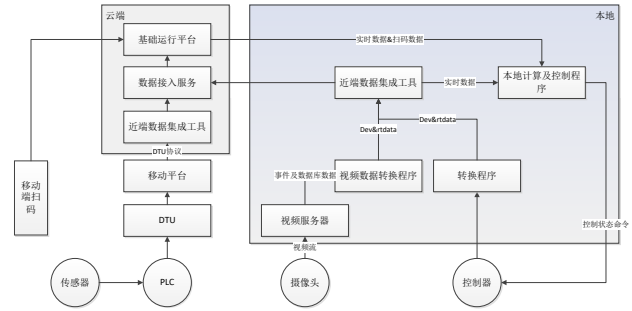 云端
本地
基础运行平台
实时数据&扫码数据
数据接入服务
近端数据集成工具
实时数据
本地计算及控制程
序
近端数据集成工具
Dev&rtdata
Dev&rtdata
DTU协议
移动
端扫
码
移动平台
事件及数据库数据
视频数据转换程序
转换程序
DTU
视频服务器
控制状态命令
视频流
传感器
PLC
摄像头
控制器